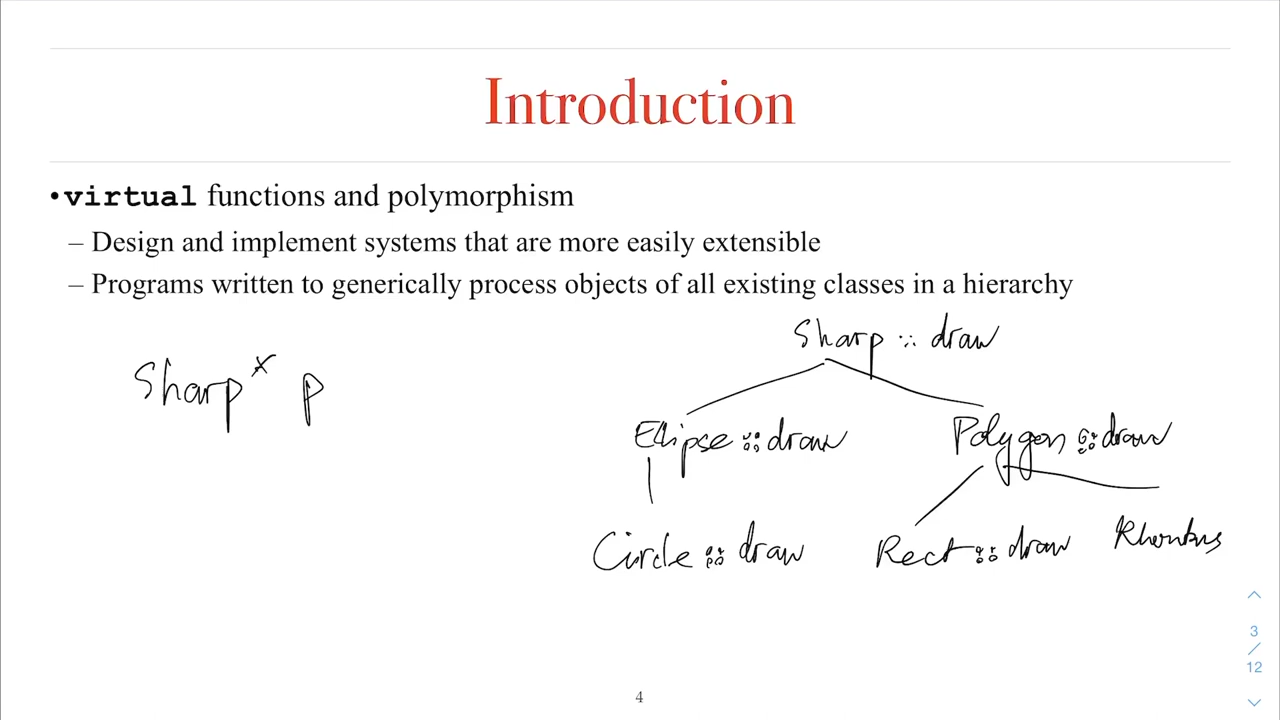 Introduction
•virtual functions and polymorphism
– Design and implement systems that are more easily extensible
– Programs written to generically process objects of all existing classes in a hierarchy
Sharp :: draw
Sharp* p
Ellipse :: draw Polygon :: draw
Circle :: draw Rect :: draw Rhombus
3
/
12
4